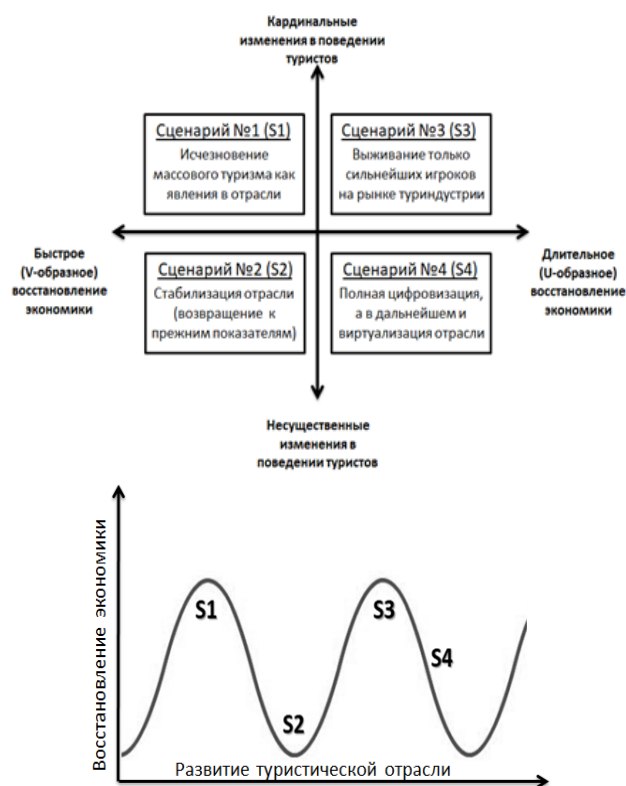 Кардинальные
изменения в поведении
туристов
Сценарий №1 (S1)
Исчезновение
массового туризма как
явления в отрасли
Сценарий №3 (S3)
Выживание только
сильнейших игроков
на рынке туриндустрии
Быстрое
(V-образное)
восстановление
экономики
Длительное
(U-образное)
восстановление
экономики
Сценарий №2 (S2)
Стабилизация отрасли
(возвращение к
прежним показателям)
Сценарий №4 (S4)
Полная цифровизация,
а в дальнейшем и
виртуализация отрасли
Несущественные
изменения в
поведении туристов
Восстановление экономики
S1
S3
S4
S2
Развитие туристической отрасли